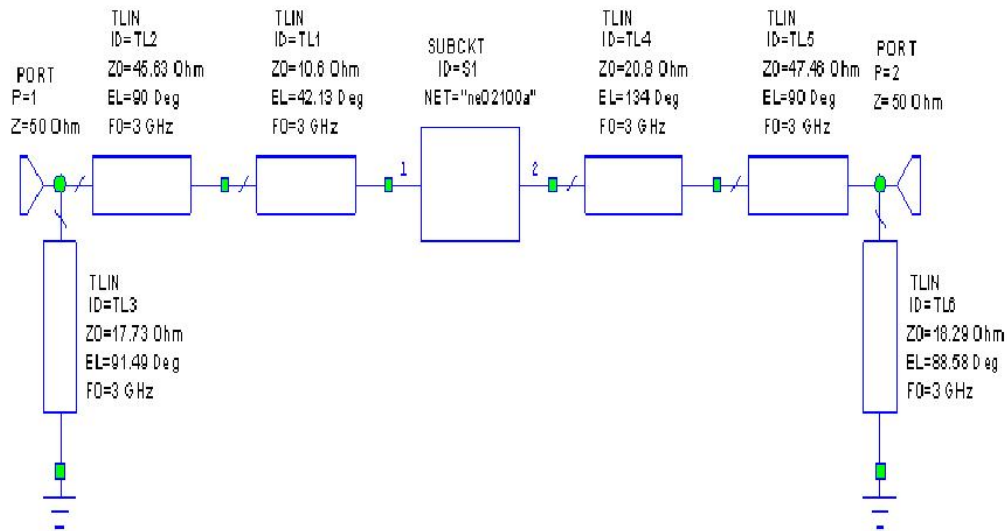 TLIN
ID=TL2
Z0=45.63 Ohm
EL=90 Deg
F0=3 GHz
TLIN
ID=TL1
Z0=10.6 Ohm
EL=42.13 Deg
F0=3 GHz
SUBCKT
ID=S1
NET="ne02100a"
TLIN
ID=TL4
Z0=20.8 Ohm
EL=134 Deg
F0=3 GHz
TLIN
ID=TL5
Z0=47.46 Ohm
EL=90 Deg
F0=3 GHz
PORT
P=1
Z=50 Ohm
PORT
P=2
Z=50 Ohm
1
2
TLIN
ID=TL3
Z0=17.73 Ohm
EL=91.49 Deg
F0=3 GHz
TLIN
ID=TL6
Z0=18.29 Ohm
EL=88.58 Deg
F0=3 GHz